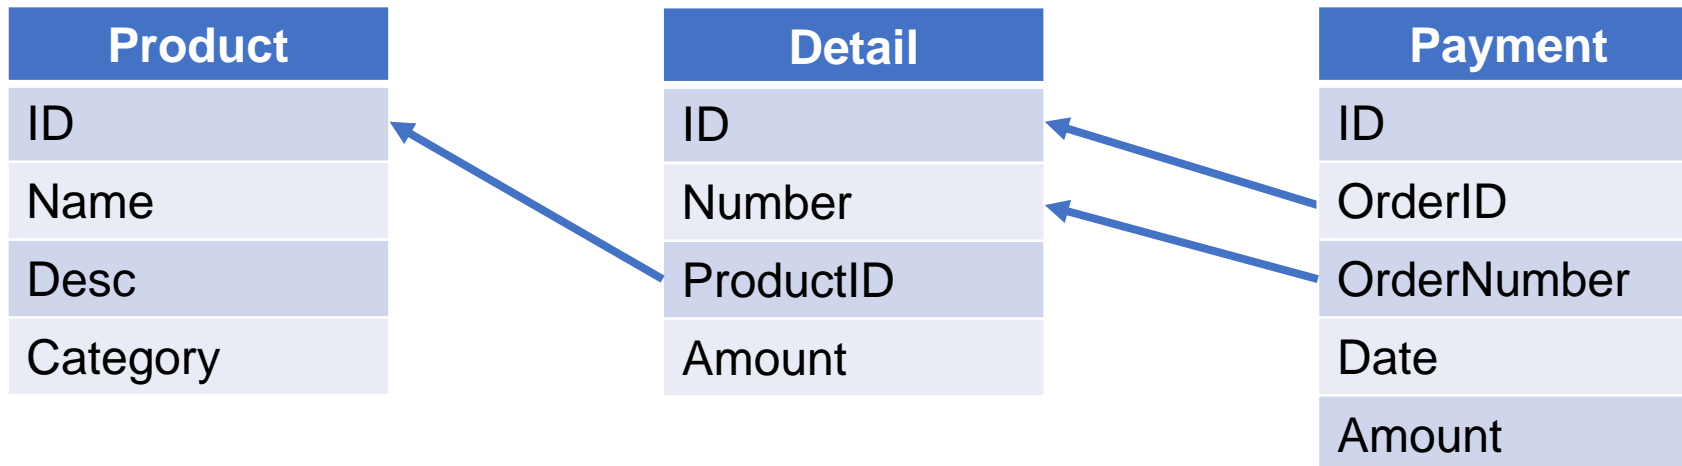 Product
ID
Name
Desc
Category
Detail
ID
Number
ProductID
Amount
Payment
ID
OrderID
OrderNumber
Date
Amount